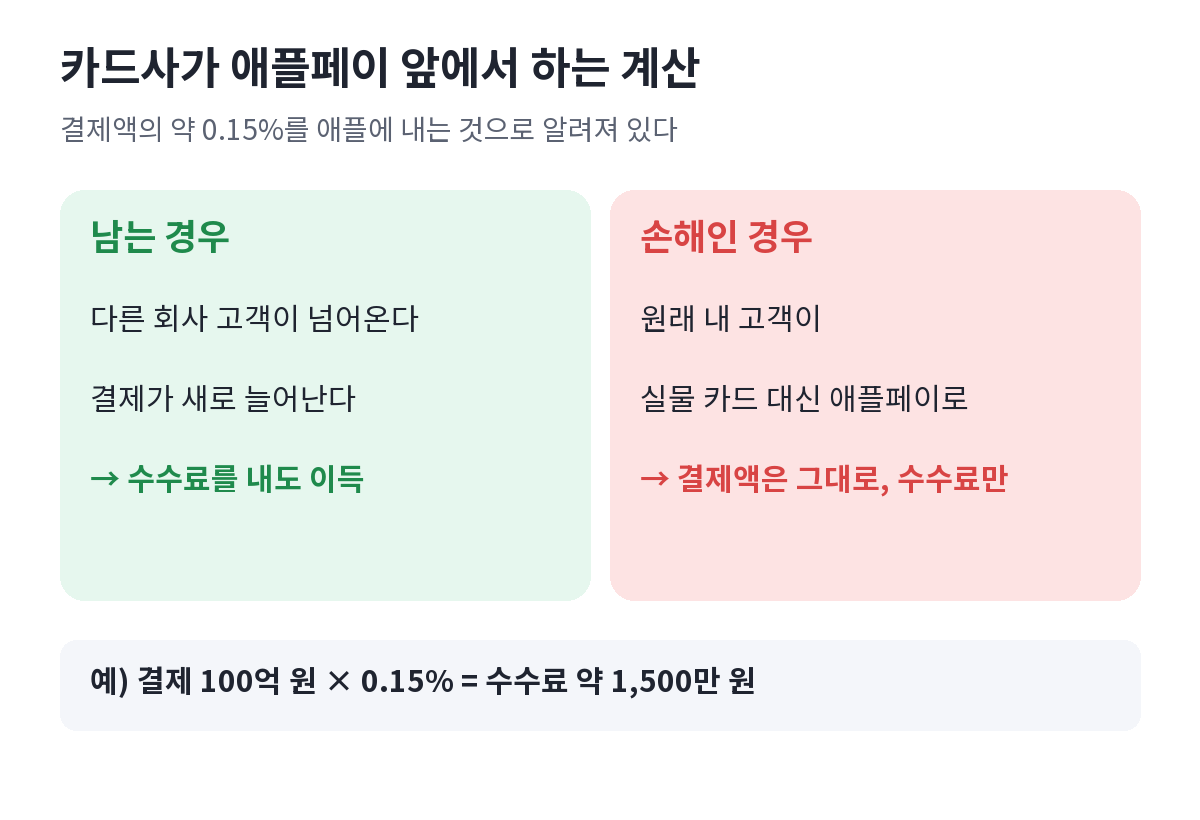 카드사가 애플페이 앞에서 하는 계산
결제액의 약 0.15%를 애플에 내는 것으로 알려져 있다
남는 경우
다른 회사 고객이 넘어온다
결제가 새로 늘어난다
→ 수수료를 내도 이득
손해인 경우
원래 내 고객이
실물 카드 대신 애플페이로
→ 결제액은 그대로, 수수료만
예) 결제 100억 원 × 0.15% = 수수료 약 1,500만 원